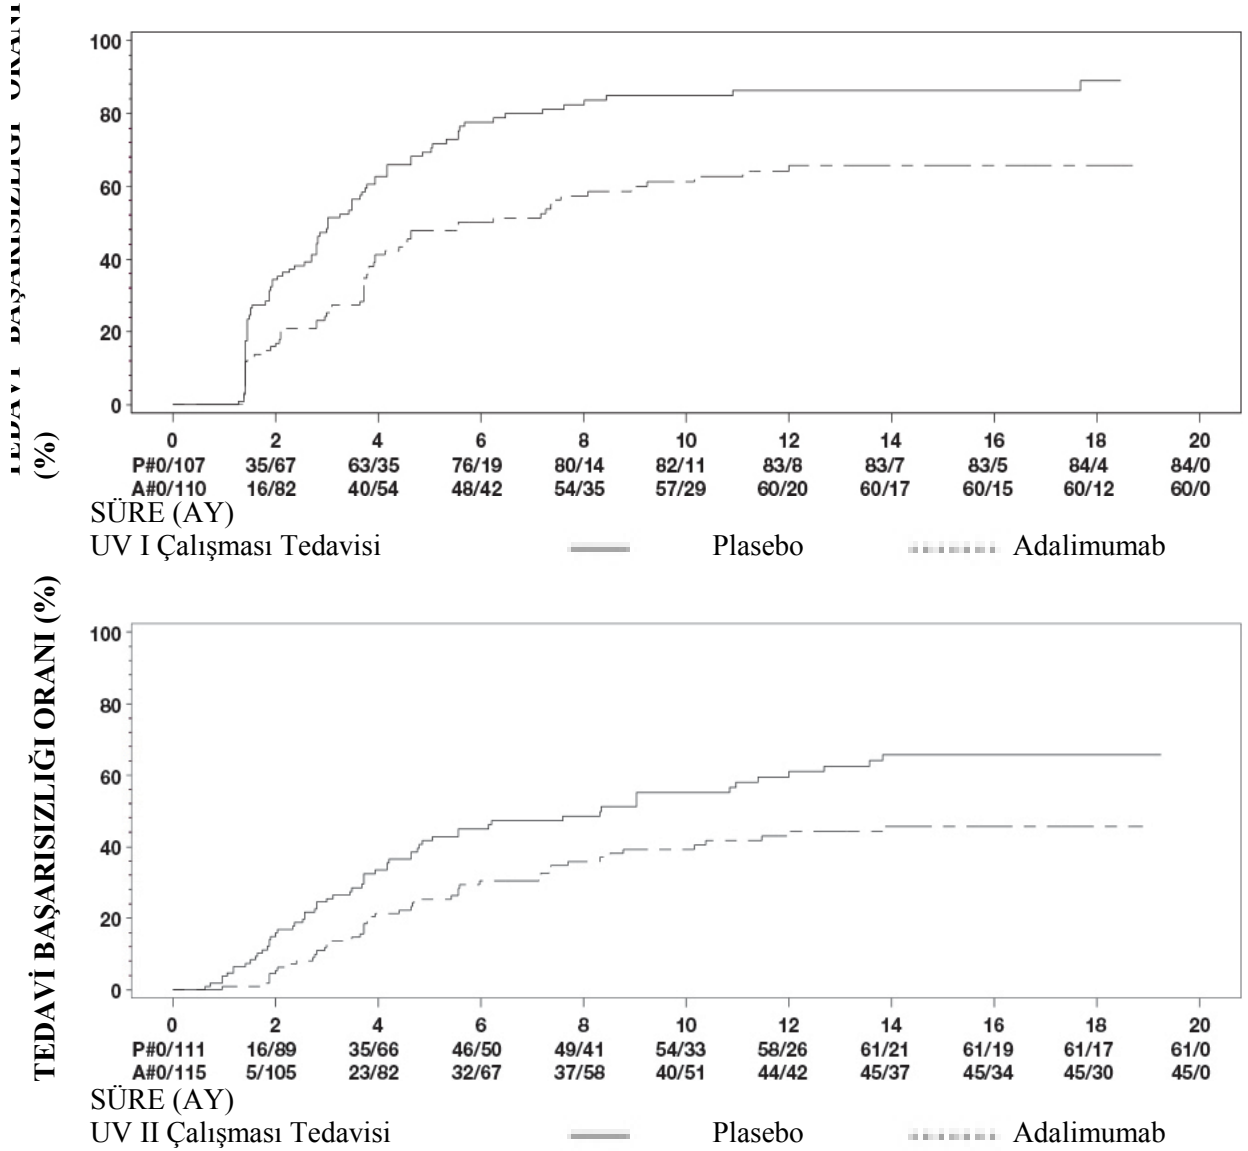 TEDAVİ BAŞARISIZLIĞI ORANI
(%)
100
80
60
40
20
0
0 2 4 6 8 10 12 14 16 18 20
P#0/107 35/67 63/35 76/19 80/14 82/11 83/8 83/7 83/5 84/4 84/0
A#0/110 16/82 40/54 48/42 54/35 57/29 60/20 60/17 60/15 60/12 60/0
SÜRE (AY)
UV I Çalışması Tedavisi Plasebo Adalimumab
TEDAVİ BAŞARISIZLIĞI ORANI (%)
100
80
60
40
20
0
0 2 4 6 8 10 12 14 16 18 20
P#0/111 16/89 35/66 46/50 49/41 54/33 58/26 61/21 61/19 61/17 61/0
A#0/115 5/105 23/82 32/67 37/58 40/51 44/42 45/37 45/34 45/30 45/0
SÜRE (AY)
UV II Çalışması Tedavisi Plasebo Adalimumab